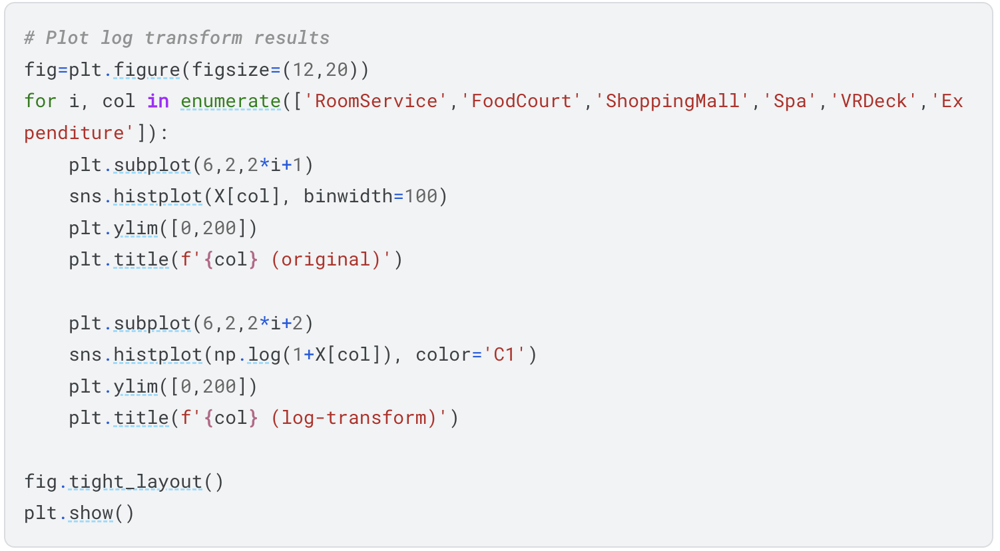 # Plot log transform results
fig=plt.figure(figsize=(12,20))
for i, col in enumerate(['RoomService','FoodCourt','ShoppingMall','Spa','VRDeck','Ex
penditure']):
    plt.subplot(6,2,2*i+1)
    sns.histplot(X[col], binwidth=100)
    plt.ylim([0,200])
    plt.title(f'{col} (original)')

    plt.subplot(6,2,2*i+2)
    sns.histplot(np.log(1+X[col]), color='C1')
    plt.ylim([0,200])
    plt.title(f'{col} (log-transform)')

fig.tight_layout()
plt.show()